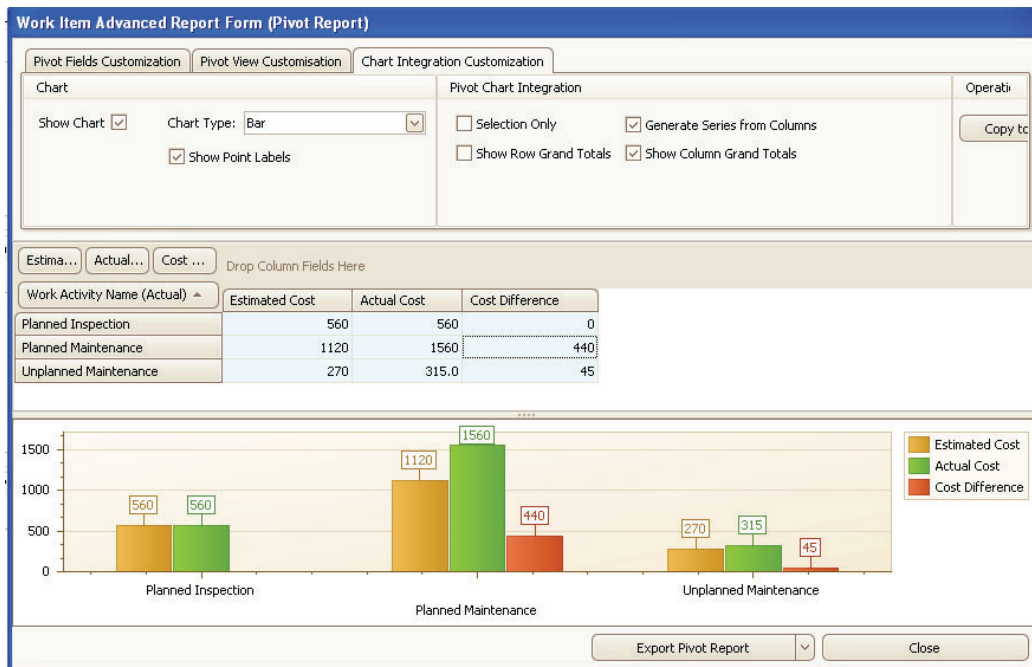 Work Item Advanced Report Form (Pivot Report)
Pivot Fields Customization Pivot View Customisation Chart Integration Customization
Chart Pivot Chart Integration Operati
Show Chart Chart Type: Bar Selection Only Generate Series from Columns Copy to
Show Point Labels Show Row Grand Totals Show Column Grand Totals
Estima... Actual... Cost ... Drop Column Fields Here
Work Activity Name (Actual) Estimated Cost Actual Cost Cost Difference
Planned Inspection 560 560 0
Planned Maintenance 1120 1560 440
Unplanned Maintenance 270 315.0 45
1560
1500 Estimated Cost
1120
Actual Cost
1000 Cost Difference
560 560 440
500 270 315
45
0
Planned Inspection Unplanned Maintenance
Planned Maintenance
Export Pivot Report Close